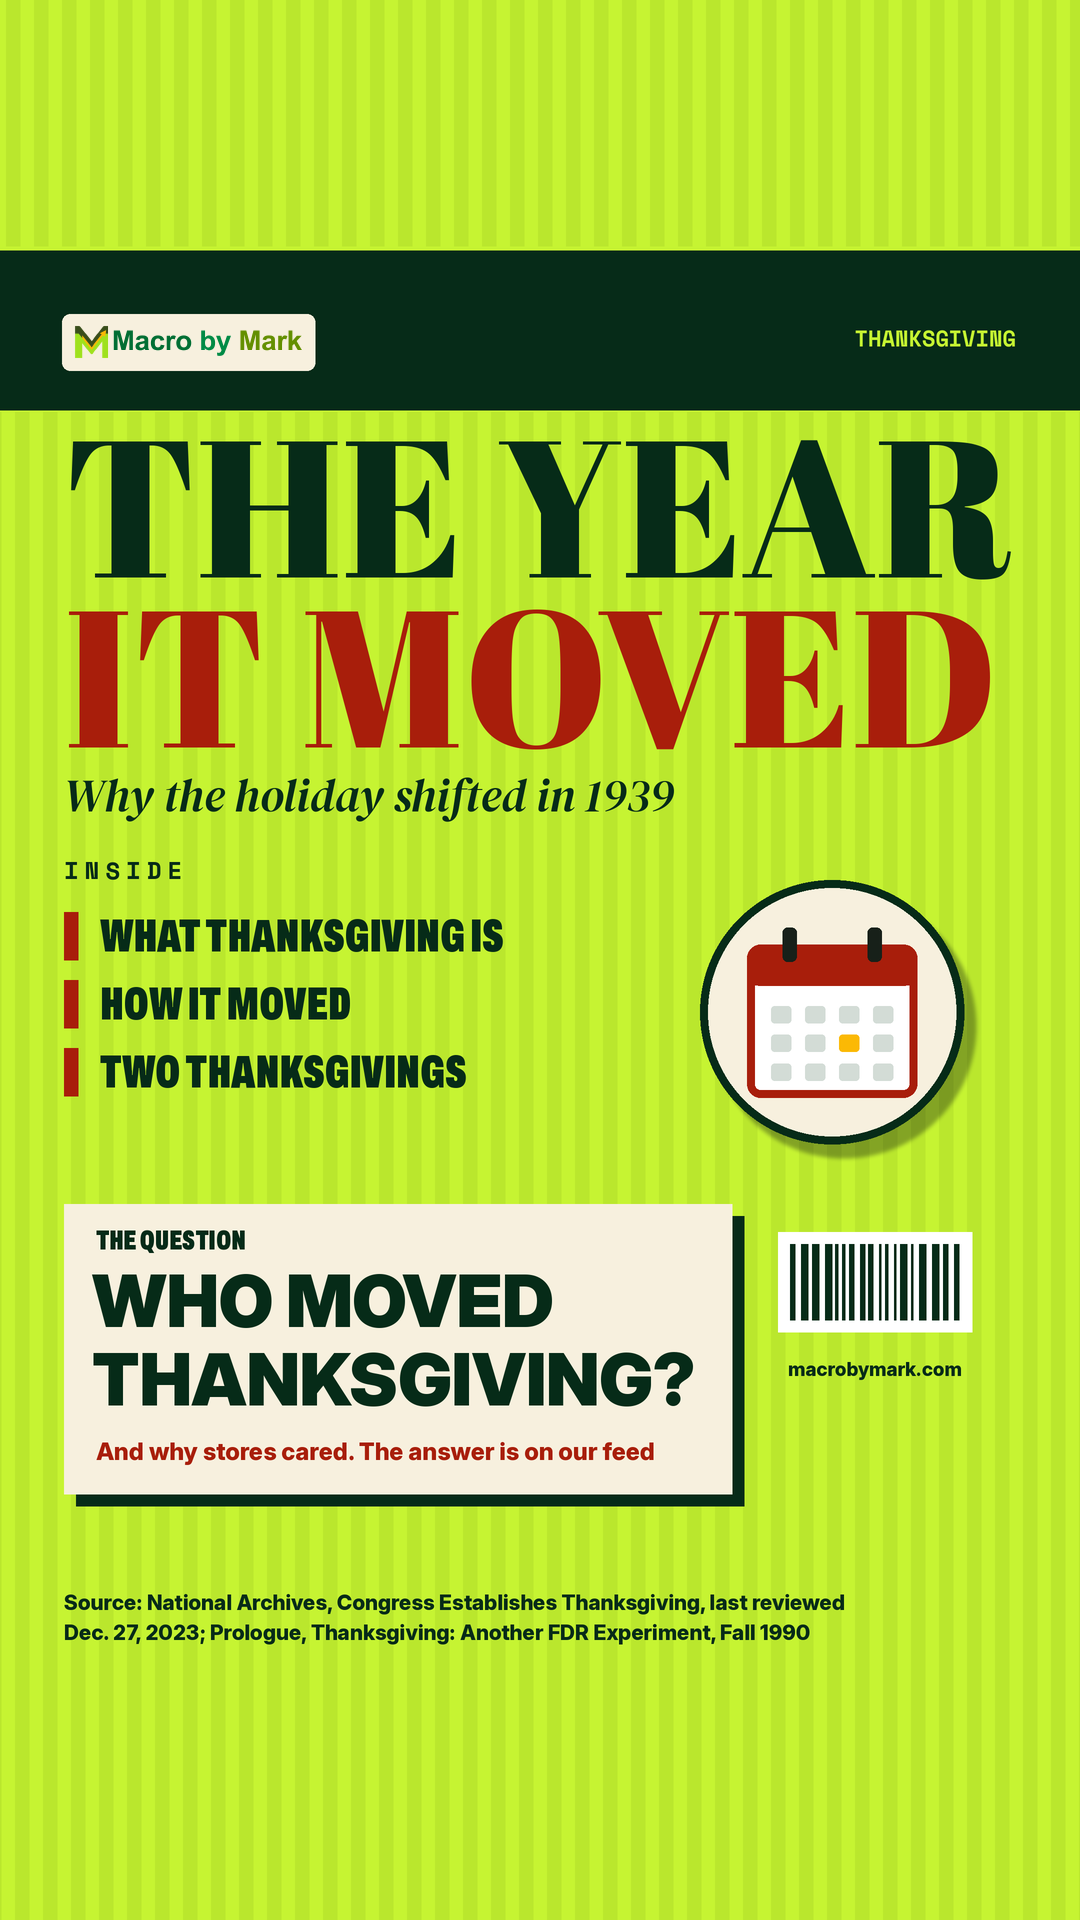 Macro by Mark
THANKSGIVING
THE YEAR
IT MOVED
Why the holiday shifted in 1939
INSIDE
WHAT THANKSGIVING IS
HOW IT MOVED
TWO THANKSGIVINGS
THE QUESTION
WHO MOVED
THANKSGIVING?
And why stores cared. The answer is on our feed
macrobymark.com
Source: National Archives, Congress Establishes Thanksgiving, last reviewed
Dec. 27, 2023; Prologue, Thanksgiving: Another FDR Experiment, Fall 1990